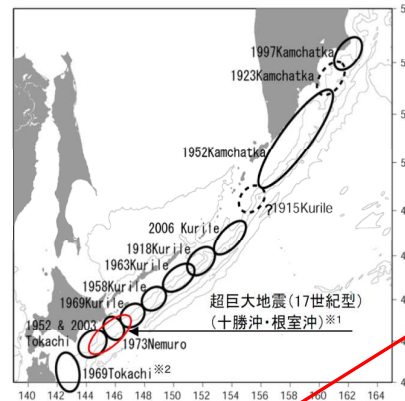 1997Kamchatka
1923Kamchatka
1952Kamchatka
?
1915Kurile
2006 Kurile
1918Kurile
1963Kurile
1958Kurile
1969Kurile
超巨大地震(17世紀型)
(十勝沖・根室沖)※1
1952 & 2003
Tokachi
1973Nemuro
1969Tokachi ※2
140 142 144 146 148 150 152 154 156 158 160 162 164